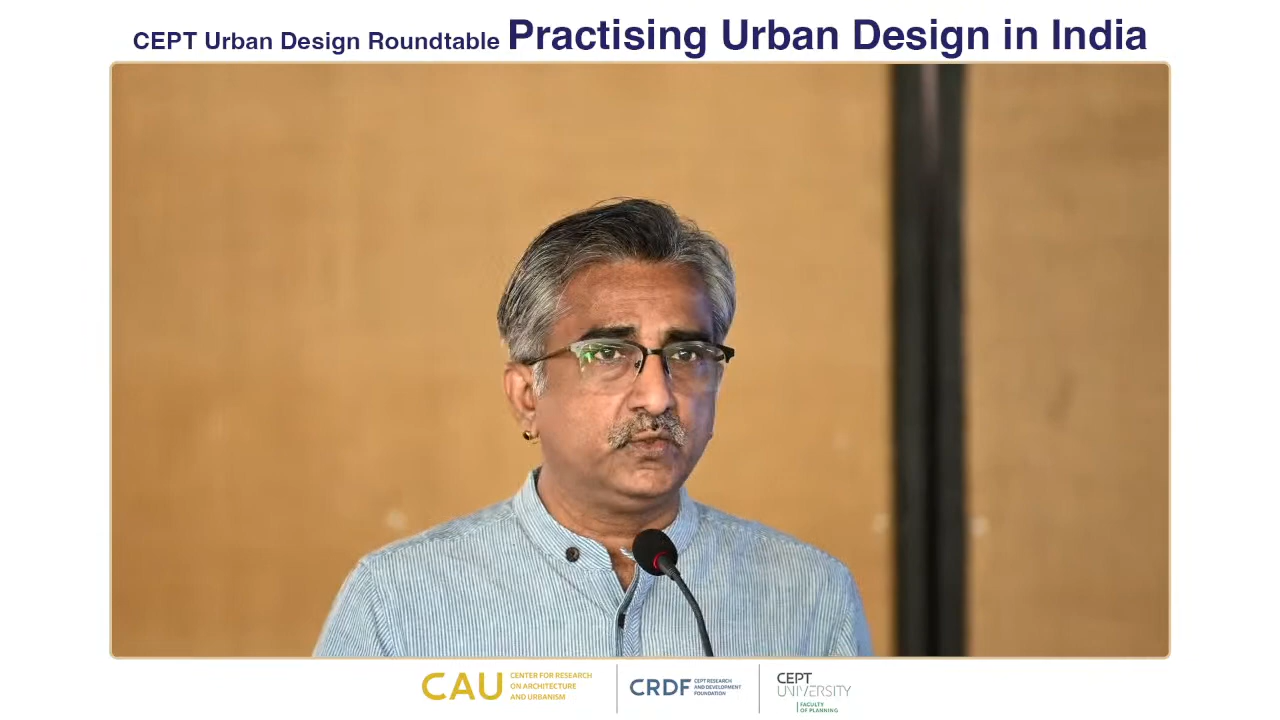 CEPT Urban Design Roundtable Practising Urban Design in India
CAU
CENTER FOR RESEARCH
ON ARCHITECTURE
AND URBANISM
CRDF
CEPT RESEARCH
AND DEVELOPMENT
FOUNDATION
CEPT
UNIVERSITY
FACULTY
OF PLANNING